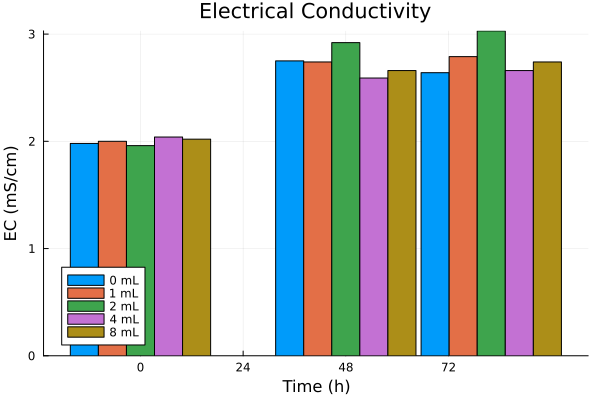 Electrical Conductivity
EC (mS/cm)
3
2
1
0
0 mL
1 mL
2 mL
4 mL
8 mL
0 24 48 72
Time (h)